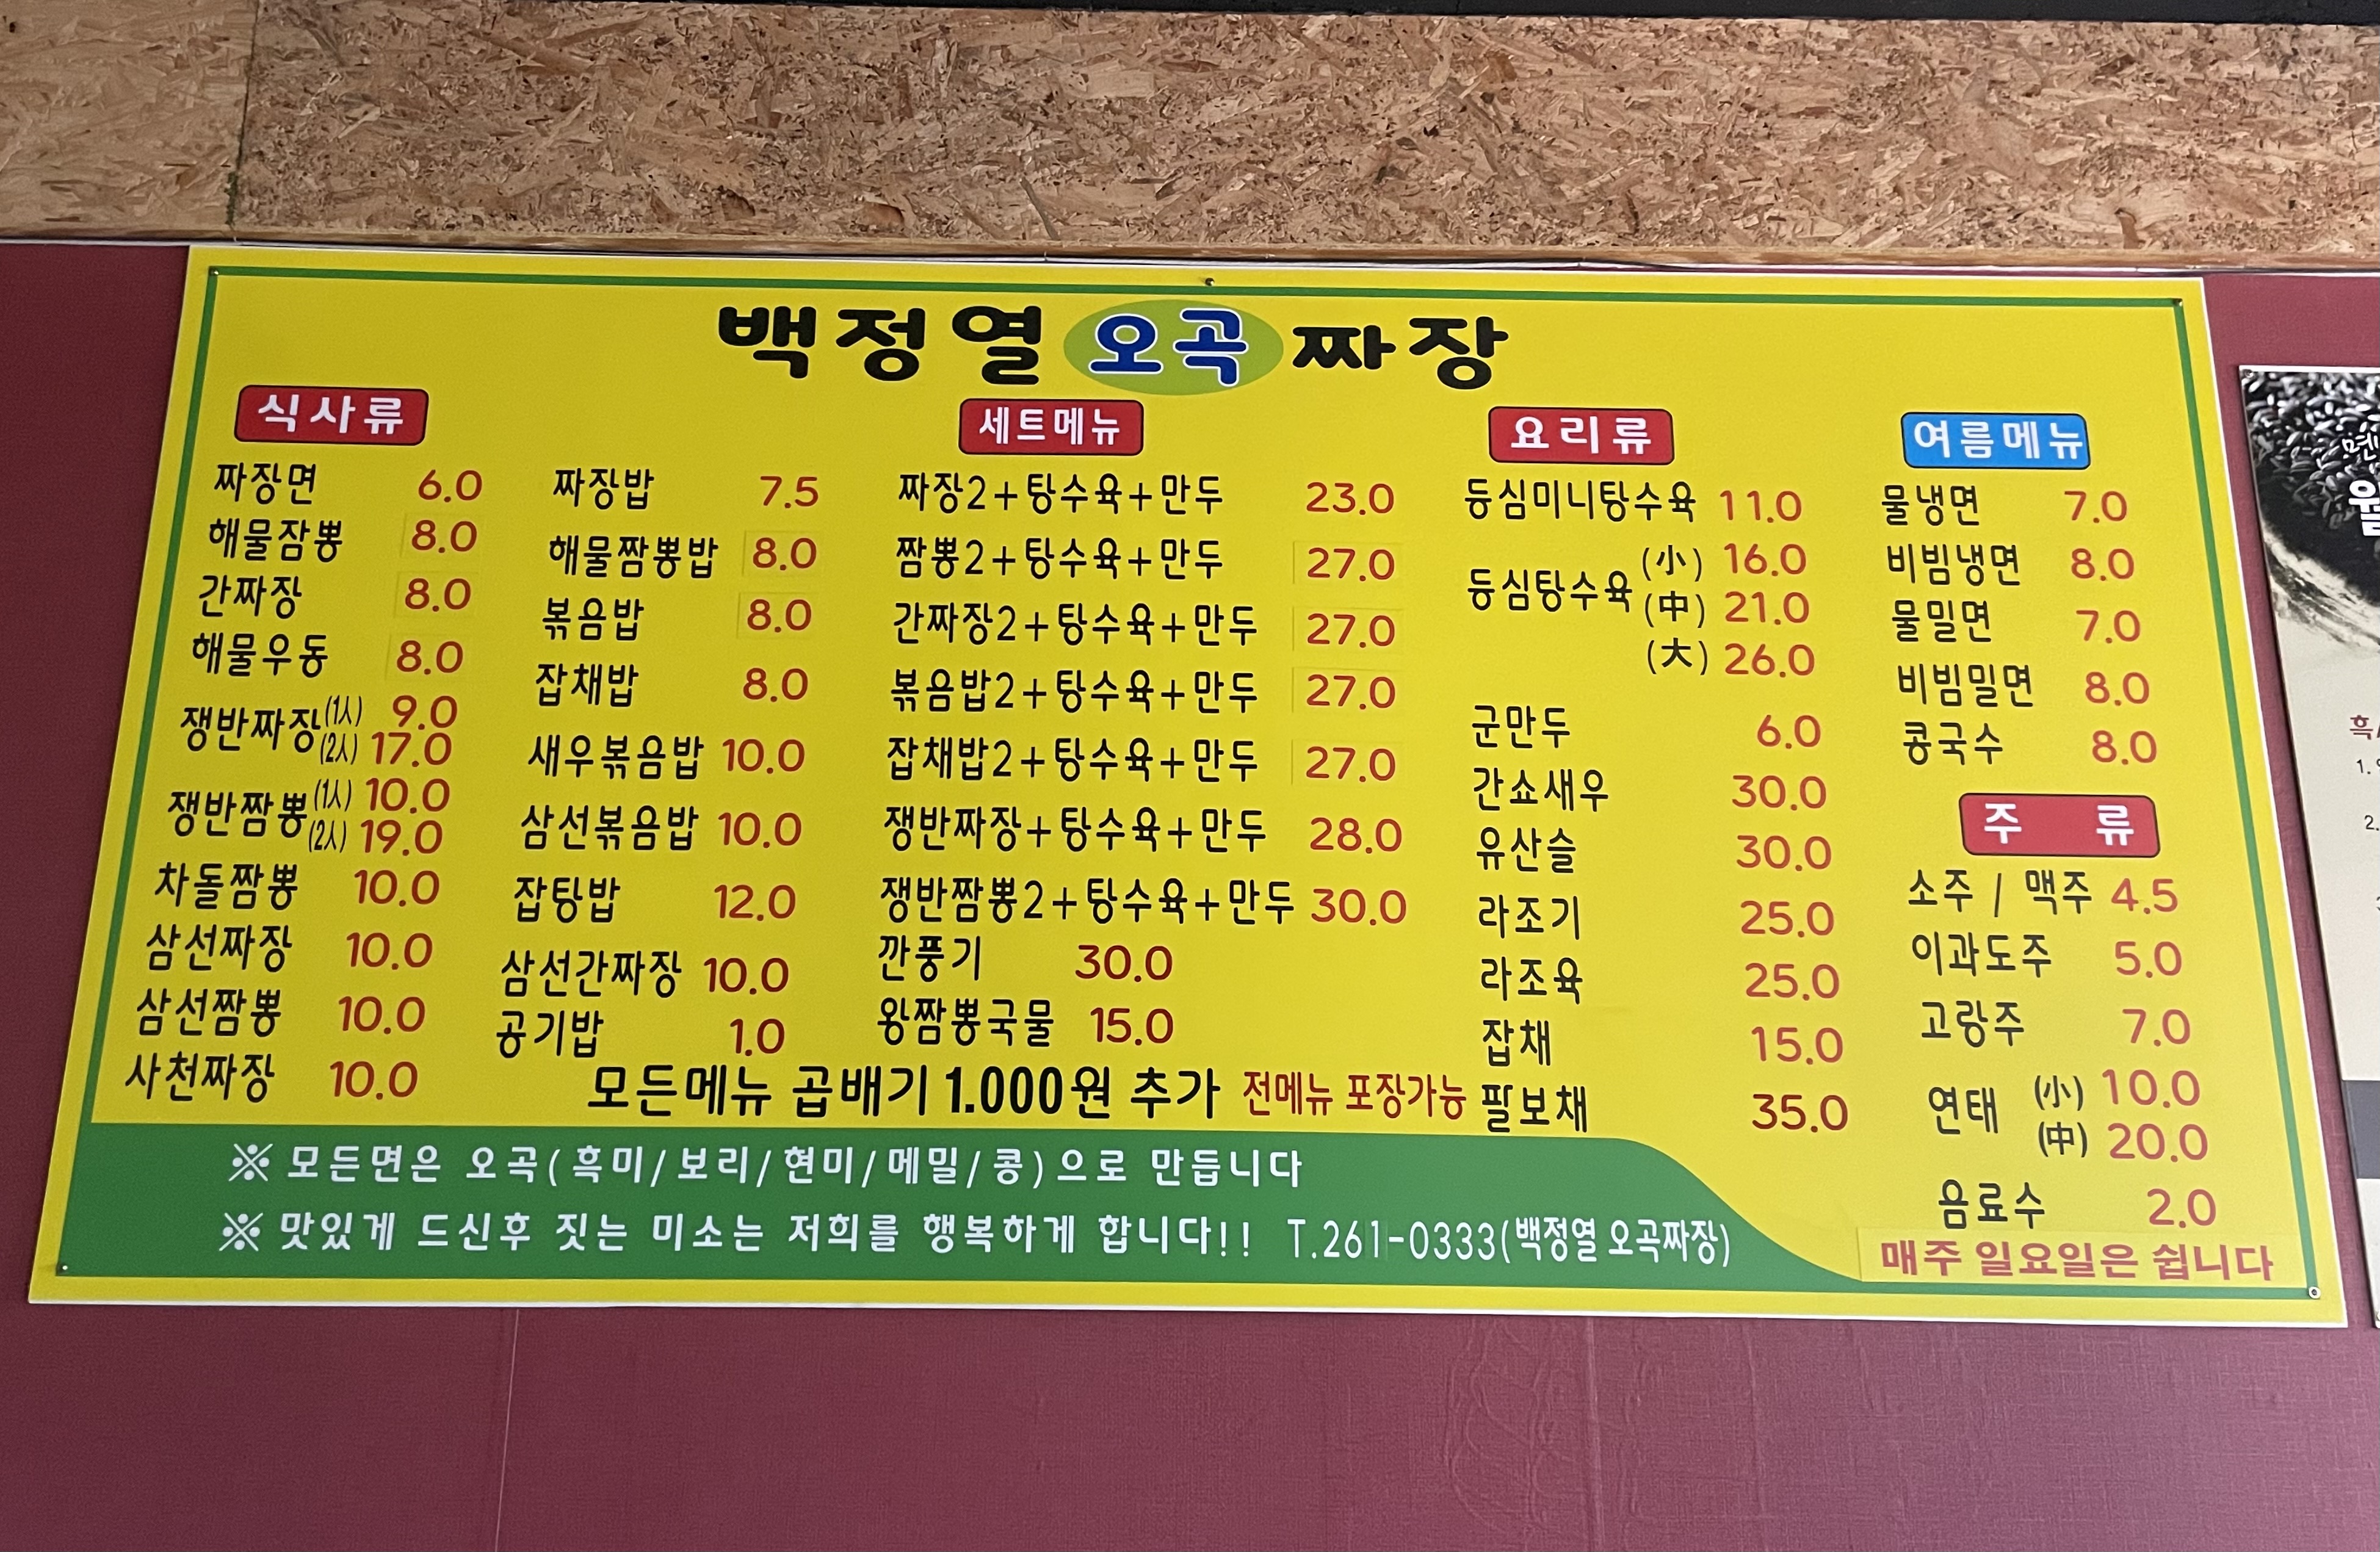 백정열 오곡 짜장
식사류
짜장면 6.0
해물잠뽕 8.0
간짜장 8.0
해물우동 8.0
쟁반짜장 (1人) 9.0
(2人) 17.0
쟁반짬뽕 (1人) 10.0
(2人) 19.0
차돌짬뽕 10.0
삼선짜장 10.0
삼선짬뽕 10.0
사천짜장 10.0
짜장밥 7.5
해물짬뽕밥 8.0
볶음밥 8.0
잡채밥 8.0
새우볶음밥 10.0
삼선볶음밥 10.0
잡탕밥 12.0
삼선간짜장 10.0
공기밥 1.0
세트메뉴
짜장2+탕수육+만두 23.0
짬뽕2+탕수육+만두 27.0
간짜장2+탕수육+만두 27.0
볶음밥2+탕수육+만두 27.0
잡채밥2+탕수육+만두 27.0
쟁반짜장+탕수육+만두 28.0
쟁반짬뽕2+탕수육+만두 30.0
깐풍기 30.0
왕짬뽕국물 15.0
모든메뉴 곱배기 1.000원 추가 전메뉴 포장가능
요리류
등심미니탕수육 11.0
등심탕수육 (小) 16.0
(中) 21.0
(大) 26.0
군만두 6.0
간쇼새우 30.0
유산슬 30.0
라조기 25.0
라조육 25.0
잡채 15.0
팔보채 35.0
여름메뉴
물냉면 7.0
비빔냉면 8.0
물밀면 7.0
비빔밀면 8.0
콩국수 8.0
주 류
소주 / 맥주 4.5
이과도주 5.0
고량주 7.0
연태 (小) 10.0
(中) 20.0
음료수 2.0
매주 일요일은 쉽니다
※ 모든면은 오곡(흑미/보리/현미/메밀/콩)으로 만듭니다
※ 맛있게 드신후 짓는 미소는 저희를 행복하게 합니다!! T.261-0333(백정열 오곡짜장)
1.
2.